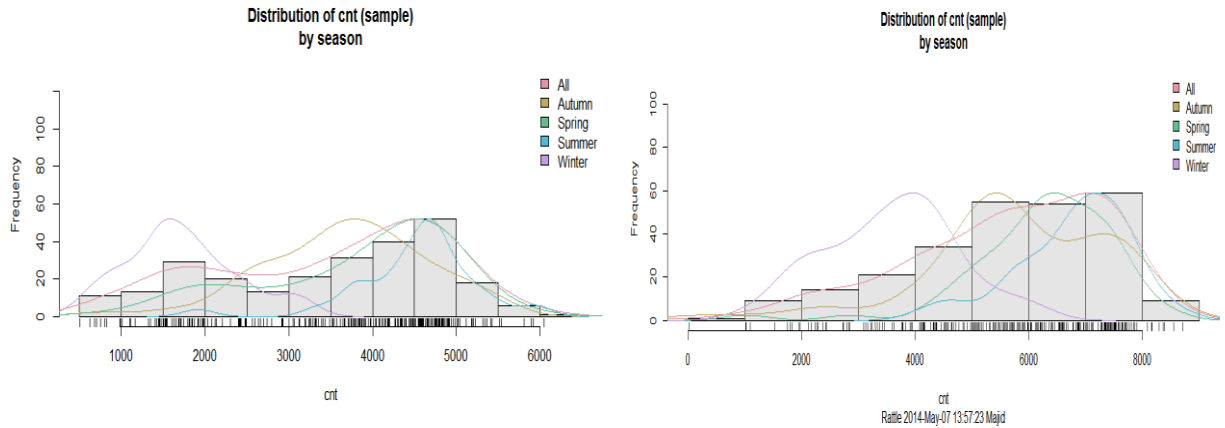 Distribution of cnt (sample)
by season
All
Autumn
Spring
Summer
Winter
Frequency
0 20 40 60 80 100
1000 2000 3000 4000 5000 6000
cnt
Distribution of cnt (sample)
by season
All
Autumn
Spring
Summer
Winter
Frequency
0 20 40 60 80 100
0 2000 4000 6000 8000
cnt
Rattle 2014-May-07 13:57:23 Majid